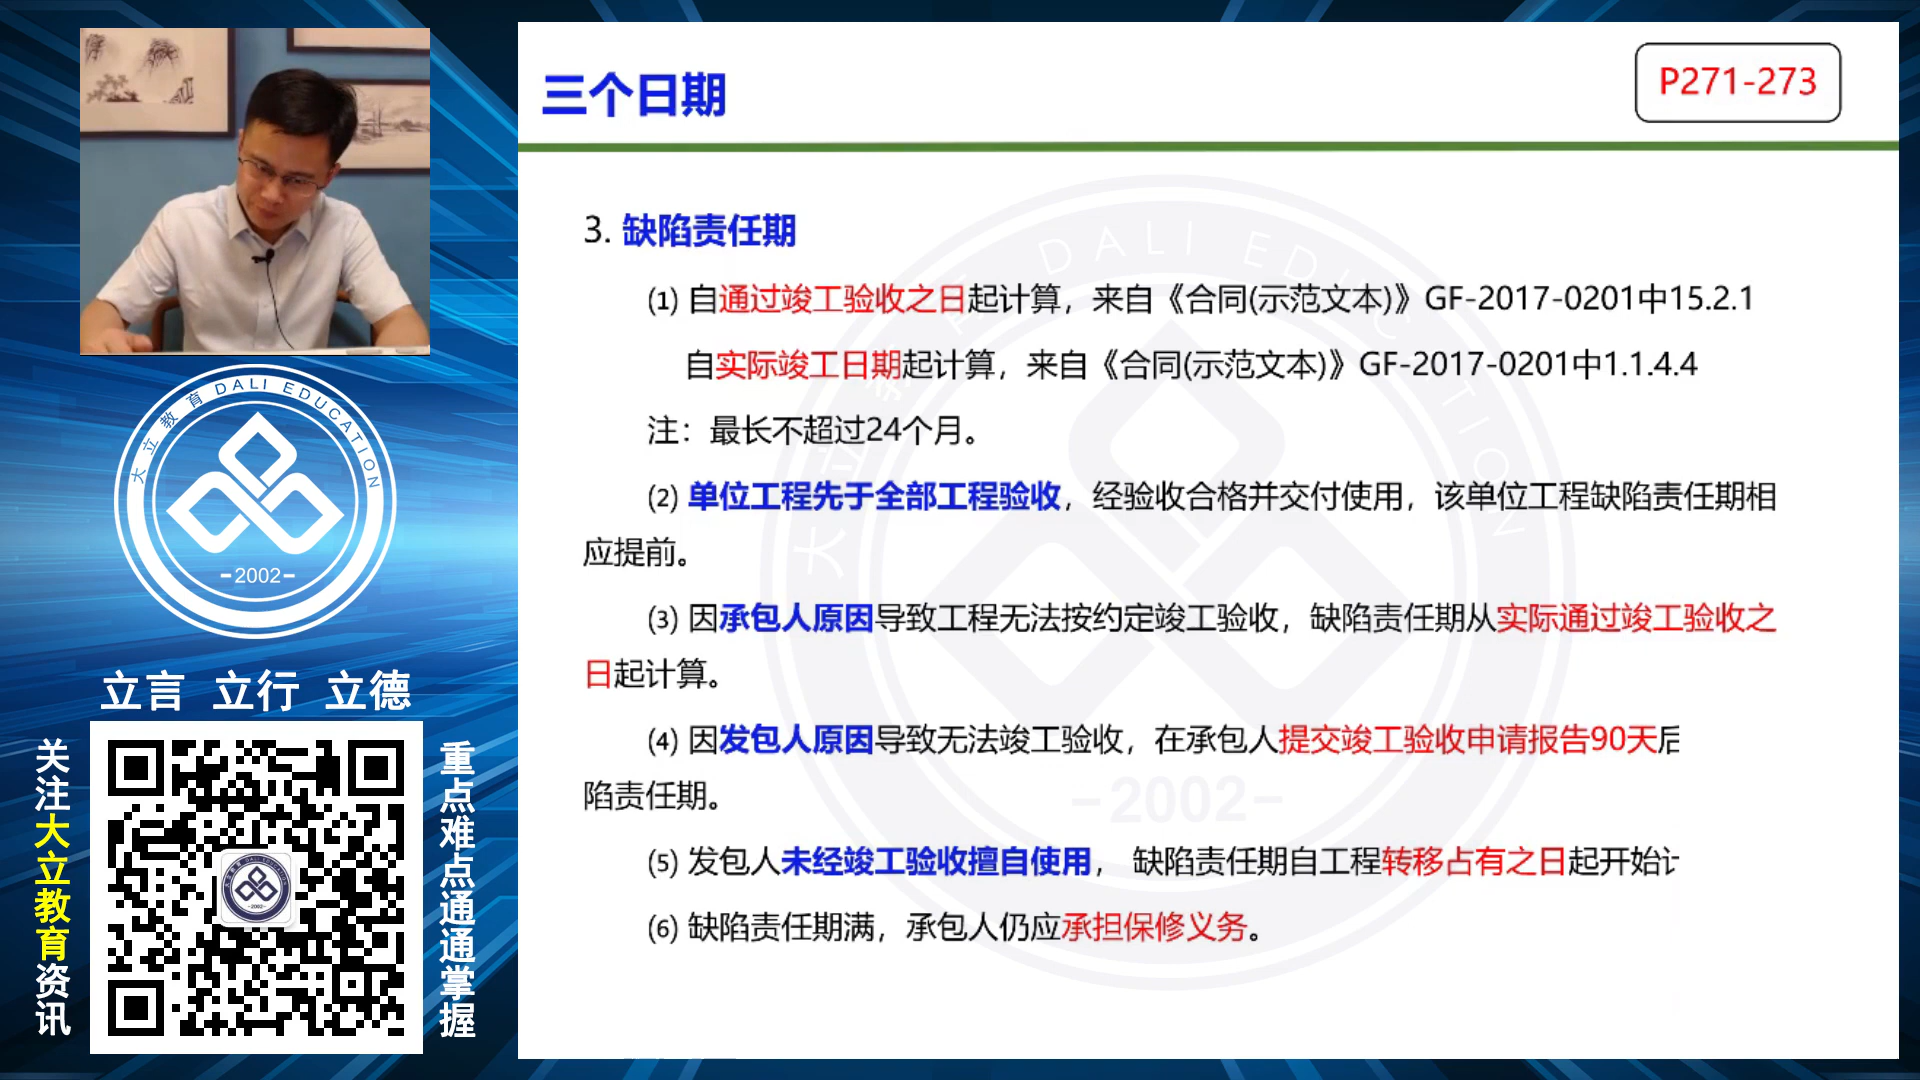 三个日期
P271-273
3. 缺陷责任期
(1) 自通过竣工验收之日起计算，来自《合同(示范文本)》GF-2017-0201中15.2.1
自实际竣工日期起计算，来自《合同(示范文本)》GF-2017-0201中1.1.4.4
注：最长不超过24个月。
(2) 单位工程先于全部工程验收，经验收合格并交付使用，该单位工程缺陷责任期相
应提前。
(3) 因承包人原因导致工程无法按约定竣工验收，缺陷责任期从实际通过竣工验收之
日起计算。
(4) 因发包人原因导致无法竣工验收，在承包人提交竣工验收申请报告90天后
陷责任期。
(5) 发包人未经竣工验收擅自使用， 缺陷责任期自工程转移占有之日起开始
(6) 缺陷责任期满，承包人仍应承担保修义务。
大立教育 DALI EDUCATION
-2002-
大立教育 DALI EDUCATION
-2002-
立言 立行 立德
关注大立教育资讯
重点难点通通掌握